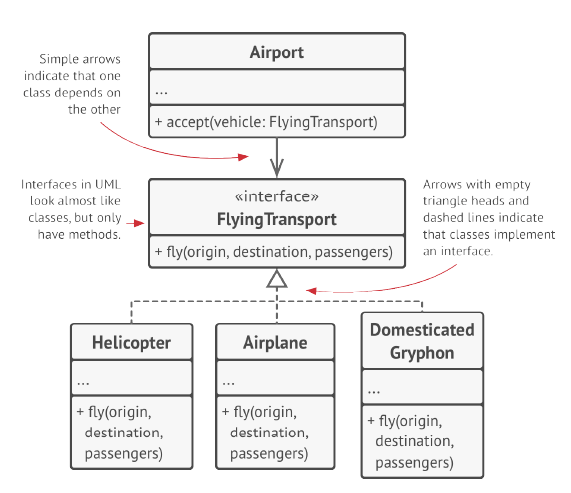 Simple arrows
indicate that one
class depends on
the other
Airport
...
+ accept(vehicle: FlyingTransport)
Interfaces in UML
look almost like
classes, but only
have methods.
«interface»
FlyingTransport
+ fly(origin, destination, passengers)
Arrows with empty
triangle heads and
dashed lines indicate
that classes implement
an interface.
Helicopter
...
+ fly(origin,
destination,
passengers)
Airplane
...
+ fly(origin,
destination,
passengers)
Domesticated
Gryphon
...
+ fly(origin,
destination,
passengers)